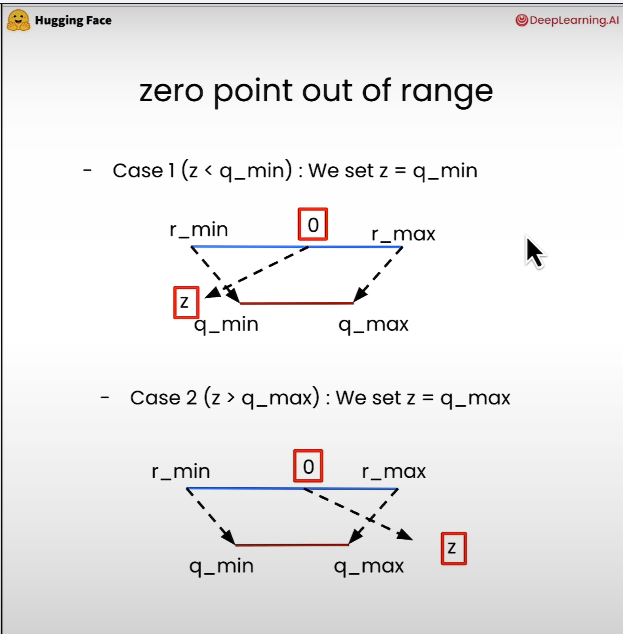 Hugging Face
DeepLearning.AI
zero point out of range
- Case 1 (z < q_min) : We set z = q_min
r_min 0 r_max
z
q_min q_max
- Case 2 (z > q_max) : We set z = q_max
r_min 0 r_max
z
q_min q_max